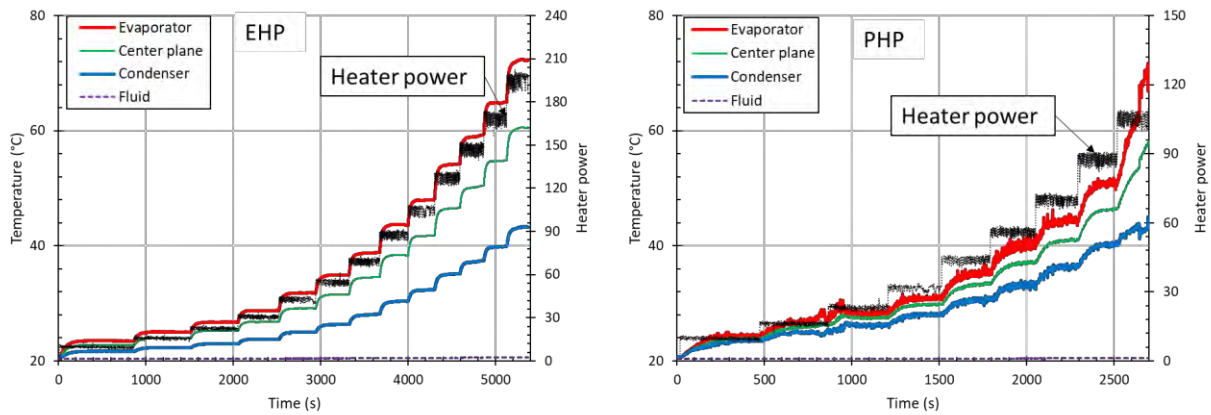 80
60
40
20
Temperature (°C)
Evaporator
Center plane
Condenser
Fluid
EHP
Heater power
240
210
180
150
120
90
60
30
0
Heater power
0
1000
2000
3000
4000
5000
Time (s)
80
60
40
20
Temperature (°C)
Evaporator
Center plane
Condenser
Fluid
PHP
Heater power
150
120
90
60
30
0
Heater power
0
500
1000
1500
2000
2500
Time (s)